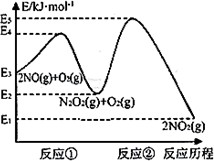 E/kJ·mol⁻¹
E₅
E₄
E₃
2NO(g)+O₂(g)
E₂
N₂O₂(g)+O₂(g)
E₁
2NO₂(g)
反应① 反应② 反应历程